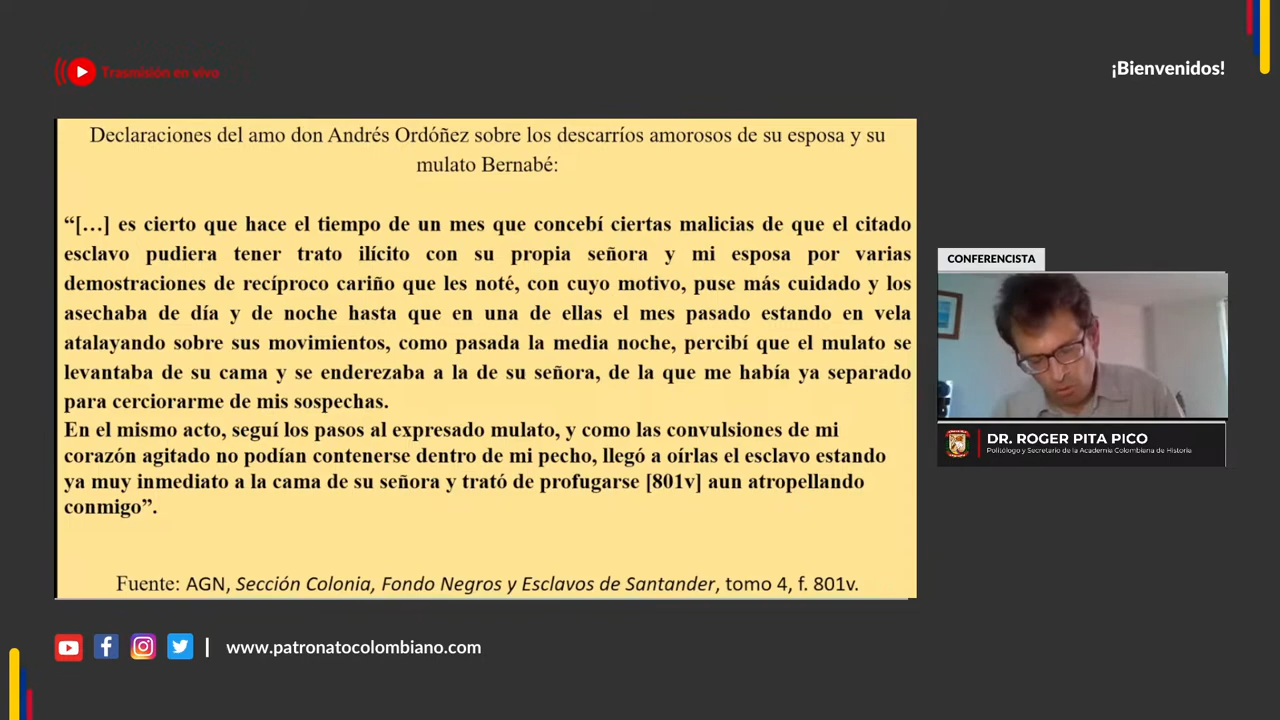 Trasmisión en vivo
¡Bienvenidos!
Declaraciones del amo don Andrés Ordóñez sobre los descarríos amorosos de su esposa y su
mulato Bernabé:
“[…] es cierto que hace el tiempo de un mes que concebí ciertas malicias de que el citado
esclavo pudiera tener trato ilícito con su propia señora y mi esposa por varias
demostraciones de recíproco cariño que les noté, con cuyo motivo, puse más cuidado y los
asechaba de día y de noche hasta que en una de ellas el mes pasado estando en vela
atalayando sobre sus movimientos, como pasada la media noche, percibí que el mulato se
levantaba de su cama y se enderezaba a la de su señora, de la que me había ya separado
para cerciorarme de mis sospechas.
En el mismo acto, seguí los pasos al expresado mulato, y como las convulsiones de mi
corazón agitado no podían contenerse dentro de mi pecho, llegó a oírlas el esclavo estando
ya muy inmediato a la cama de su señora y trató de profugarse [801v] aun atropellando
conmigo”.
Fuente: AGN, Sección Colonia, Fondo Negros y Esclavos de Santander, tomo 4, f. 801v.
CONFERENCISTA
DR. ROGER PITA PICO
Politólogo y Secretario de la Academia Colombiana de Historia
www.patronatocolombiano.com